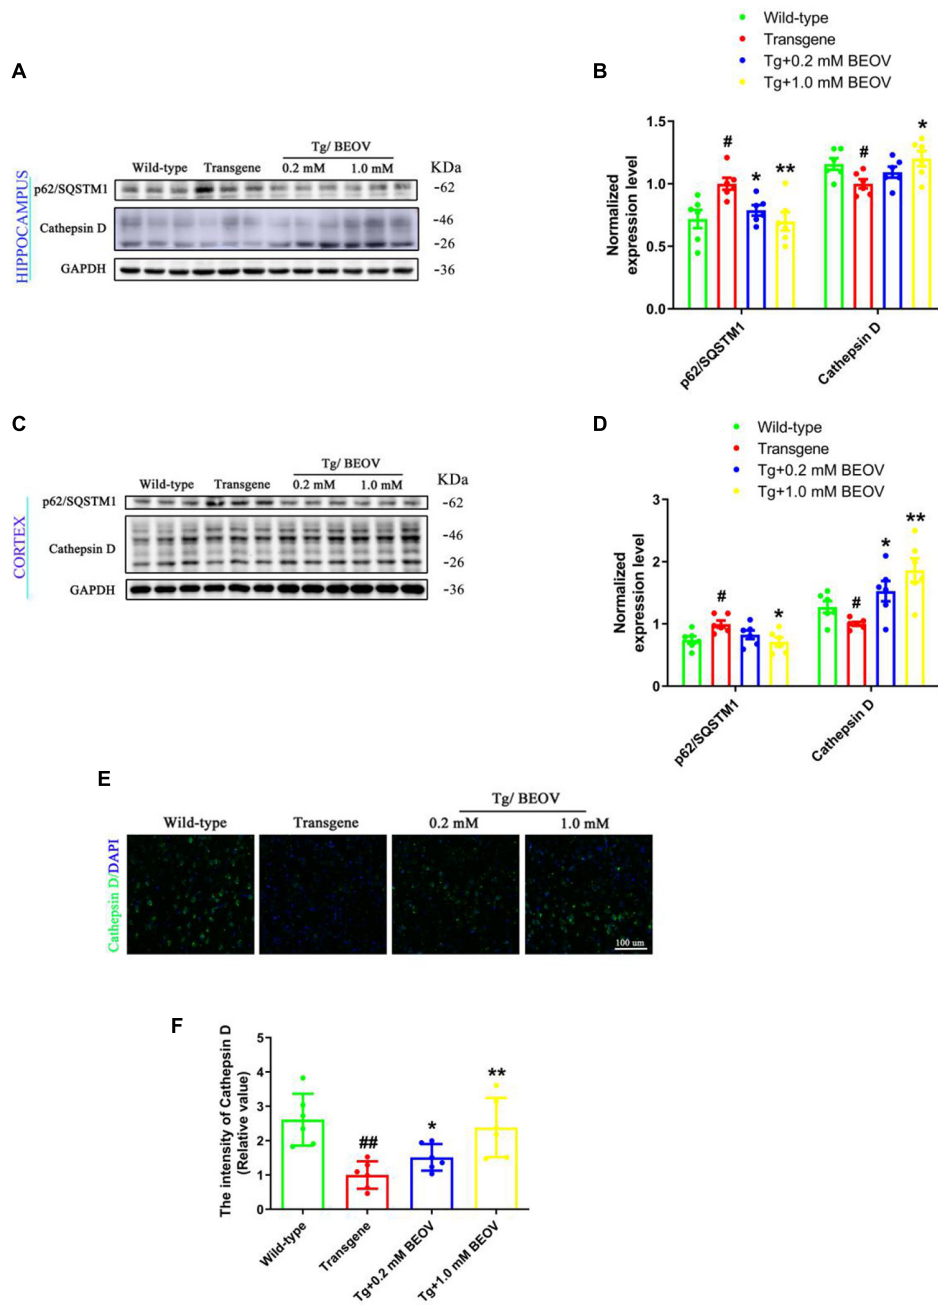 A
HIPPOCAMPUS
Tg/ BEOV
Wild-type Transgene 0.2 mM 1.0 mM KDa
p62/SQSTM1 -62
Cathepsin D -46
-26
GAPDH -36
B
Wild-type
Transgene
Tg+0.2 mM BEOV
Tg+1.0 mM BEOV
Normalized
expression level
1.5
1.0
0.5
0.0
# * ** # *
p62/SQSTM1
Cathepsin D
C
CORTEX
Tg/ BEOV
Wild-type Transgene 0.2 mM 1.0 mM KDa
p62/SQSTM1 -62
Cathepsin D -46
-26
GAPDH -36
D
Wild-type
Transgene
Tg+0.2 mM BEOV
Tg+1.0 mM BEOV
Normalized
expression level
3
2
1
0
# * # * **
p62/SQSTM1
Cathepsin D
E
Tg/ BEOV
Wild-type Transgene 0.2 mM 1.0 mM
Cathepsin D/DAPI
100 um
F
The intensity of Cathepsin D
(Relative value)
5
4
3
2
1
0
## * **
Wild-type
Transgene
Tg+0.2 mM BEOV
Tg+1.0 mM BEOV